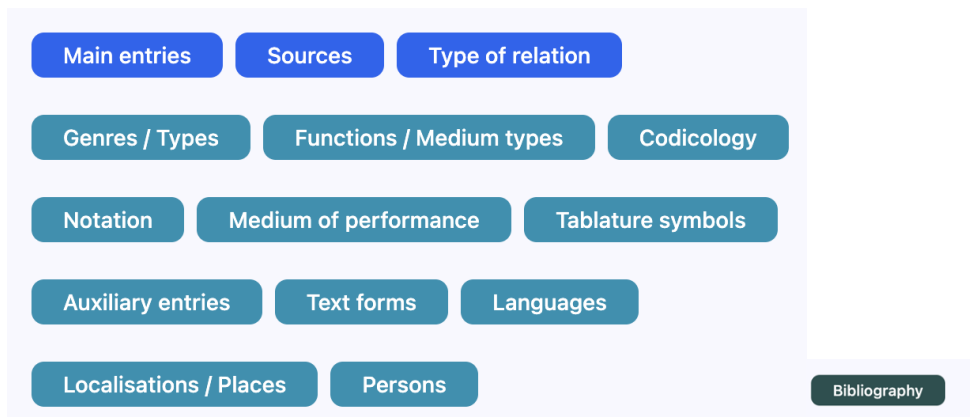 Main entries Sources Type of relation
Genres / Types Functions / Medium types Codicology
Notation Medium of performance Tablature symbols
Auxiliary entries Text forms Languages
Localisations / Places Persons Bibliography